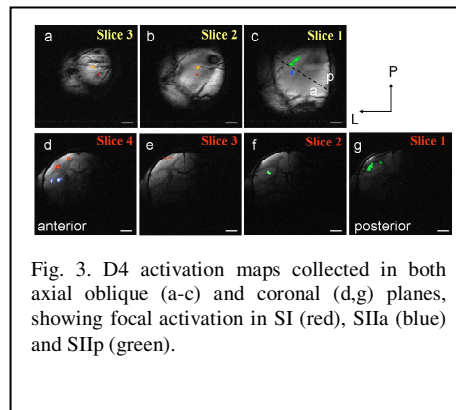 a Slice 3
b Slice 2
c Slice 1
p
a
P
L
d Slice 4
e Slice 3
f Slice 2
g Slice 1
anterior
posterior
Fig. 3. D4 activation maps collected in both
axial oblique (a-c) and coronal (d,g) planes,
showing focal activation in SI (red), SIIa (blue)
and SIIp (green).